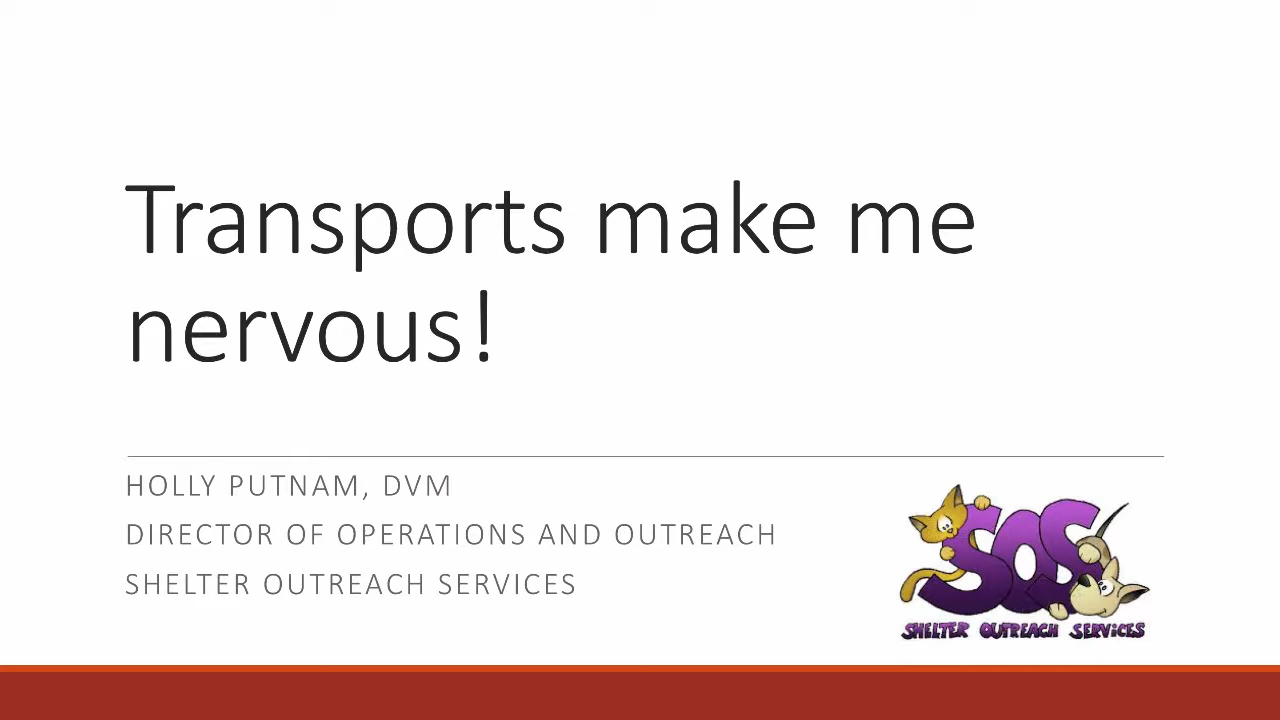 Transports make me
nervous!
HOLLY PUTNAM, DVM
DIRECTOR OF OPERATIONS AND OUTREACH
SHELTER OUTREACH SERVICES
SOS
SHELTER OUTREACH SERVICES